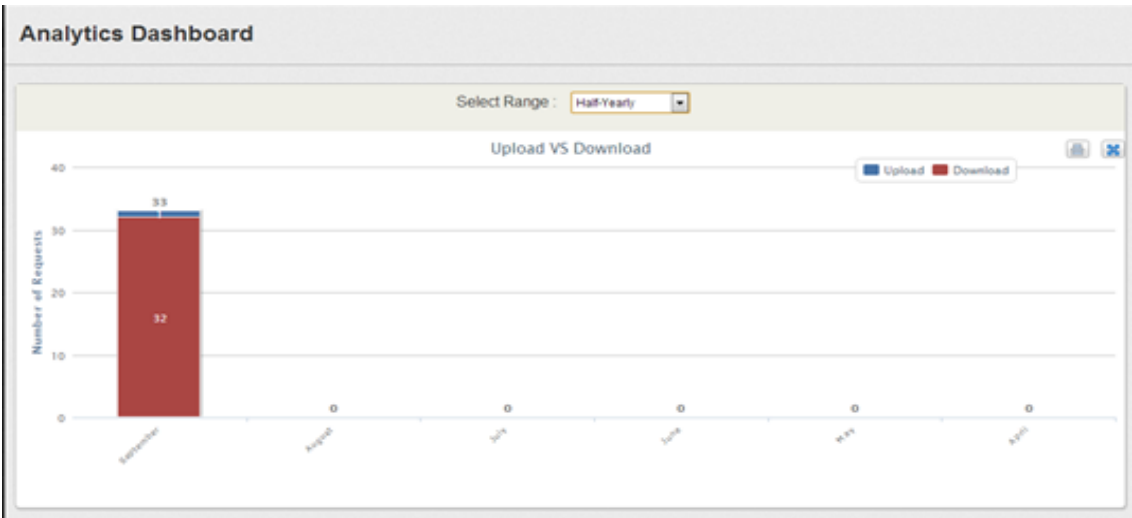 Analytics Dashboard
Select Range : Half-Yearly
Upload VS Download
Upload Download
Number of Requests
40
30
20
10
0
33
32
0 0 0 0 0
September August July June May April